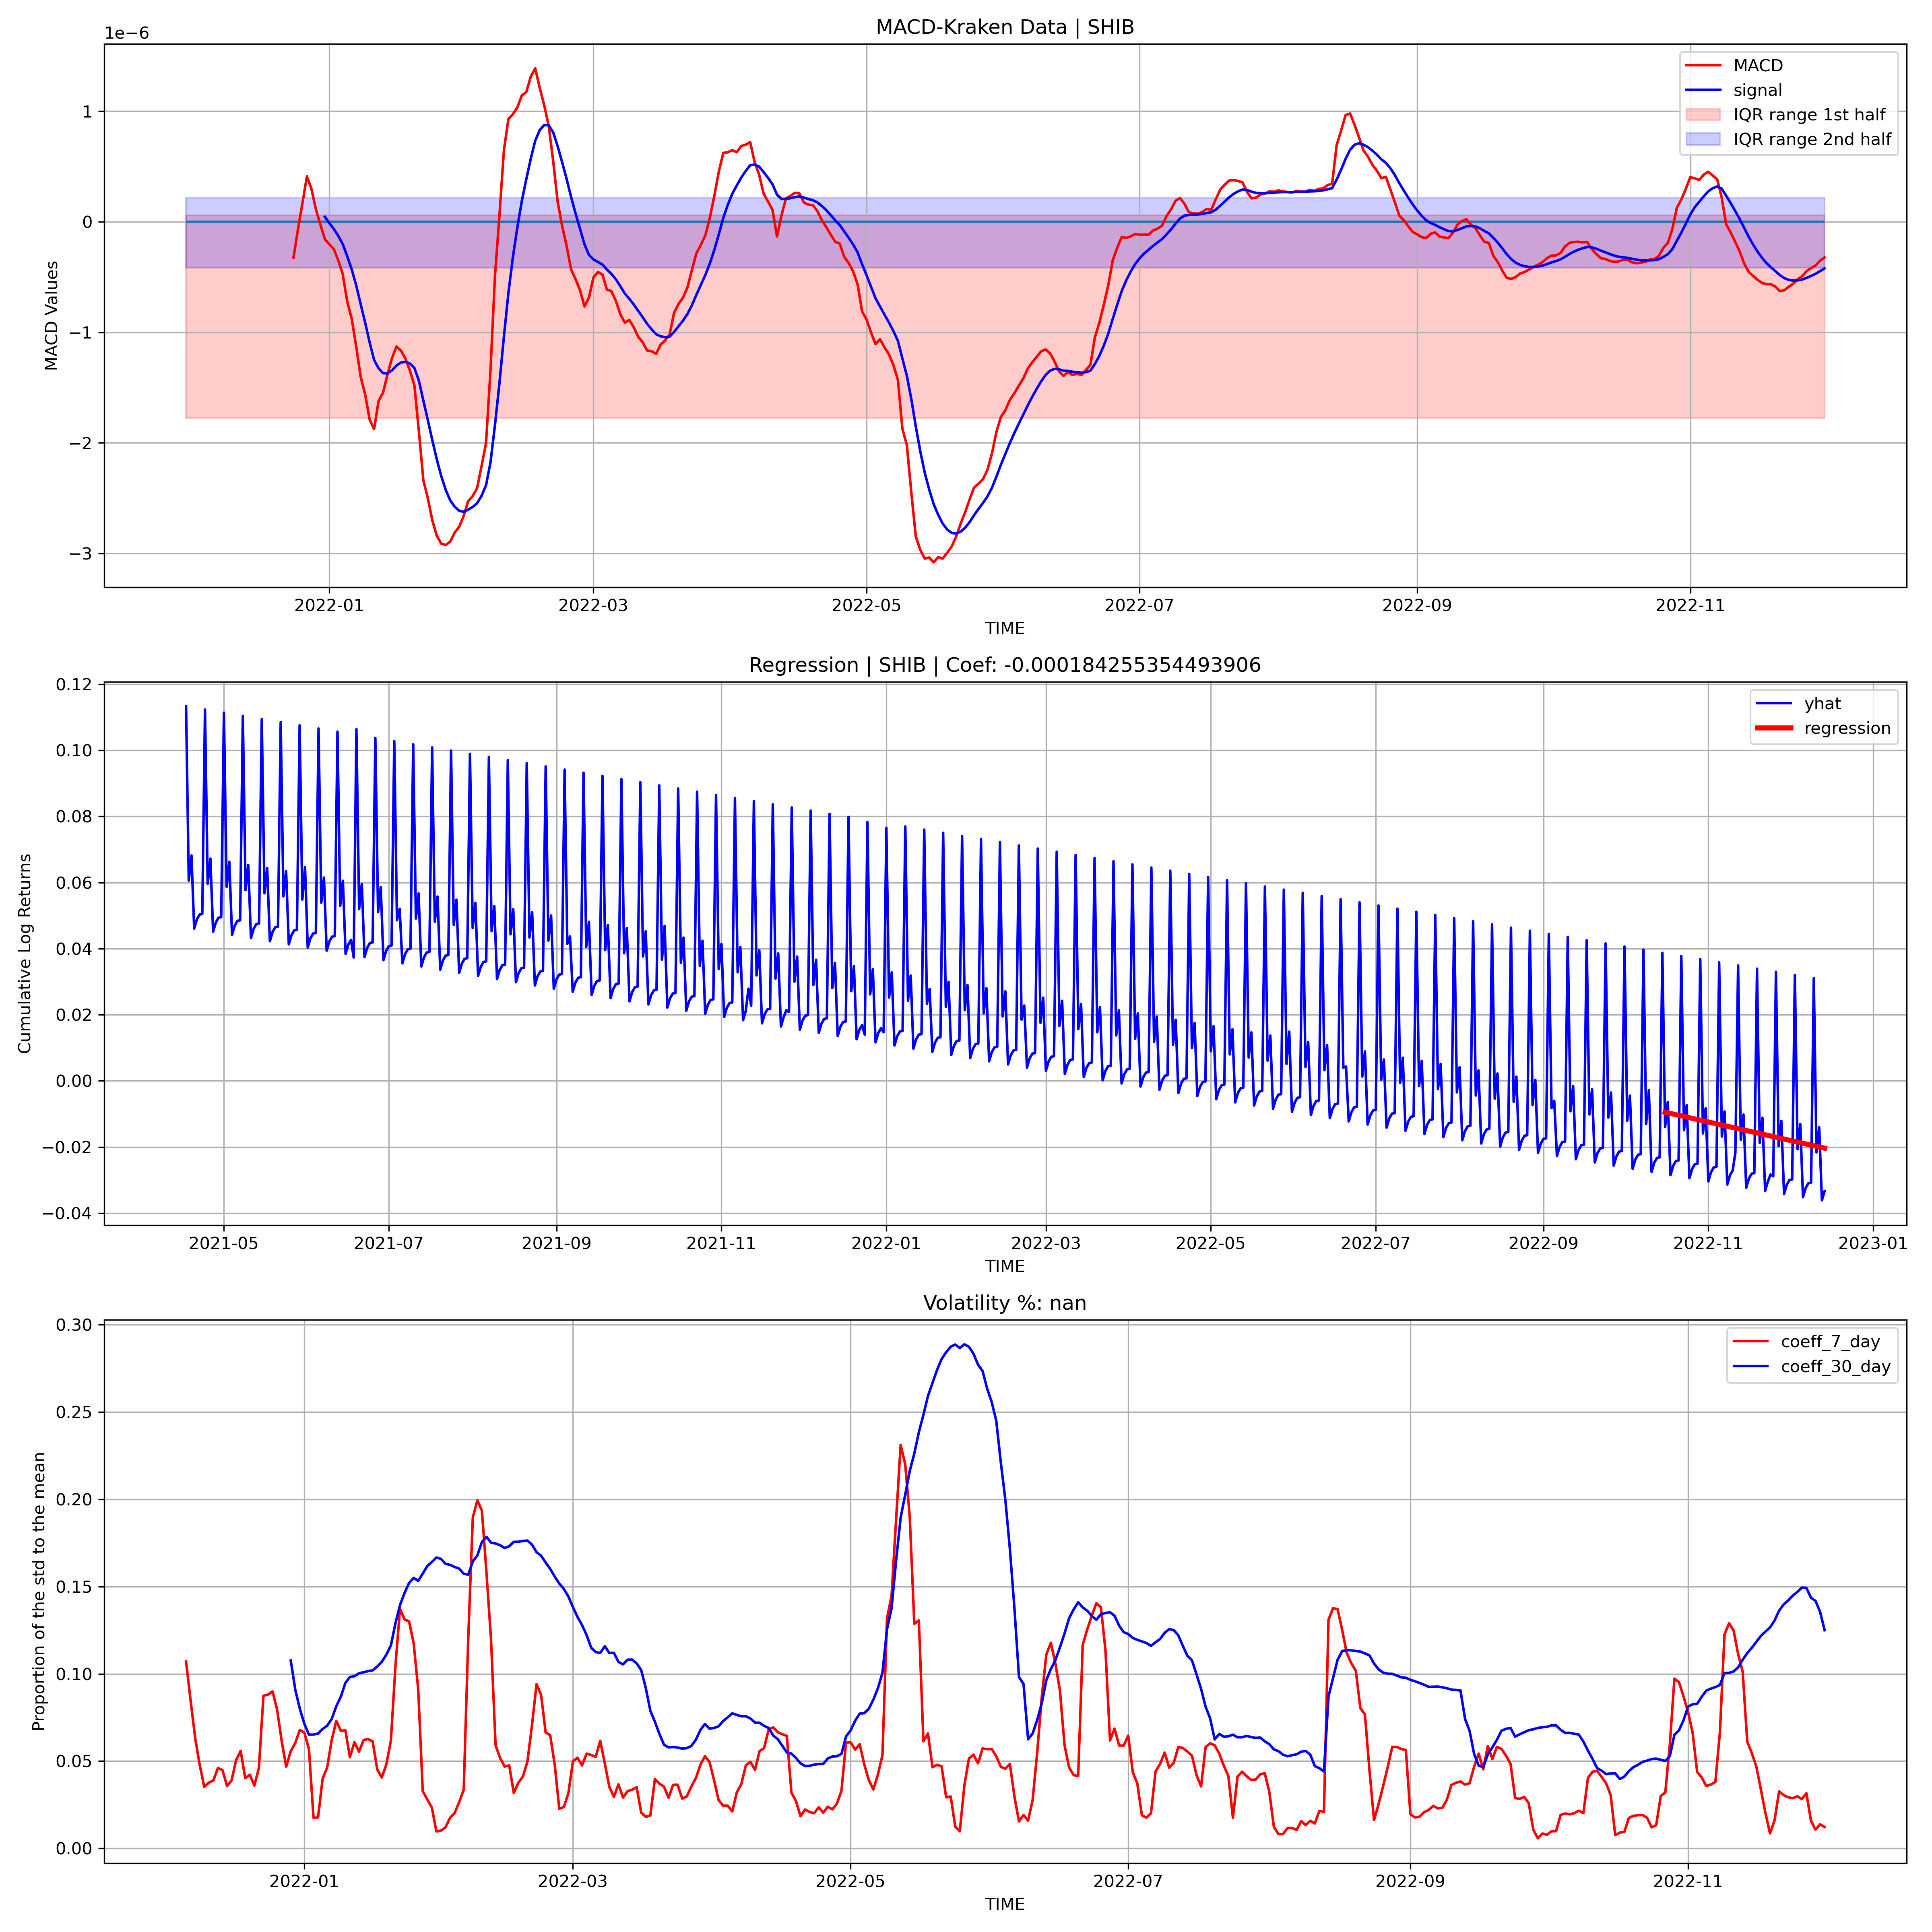 MACD-Kraken Data | SHIB
1e−6
MACD
signal
IQR range 1st half
IQR range 2nd half
1
0
−1
−2
−3
MACD Values
2022-01 2022-03 2022-05 2022-07 2022-09 2022-11
TIME
Regression | SHIB | Coef: -0.000184255354493906
yhat
regression
0.12
0.10
0.08
0.06
0.04
0.02
0.00
−0.02
−0.04
Cumulative Log Returns
2021-05 2021-07 2021-09 2021-11 2022-01 2022-03 2022-05 2022-07 2022-09 2022-11 2023-01
TIME
Volatility %: nan
coeff_7_day
coeff_30_day
0.30
0.25
0.20
0.15
0.10
0.05
0.00
Proportion of the std to the mean
2022-01 2022-03 2022-05 2022-07 2022-09 2022-11
TIME